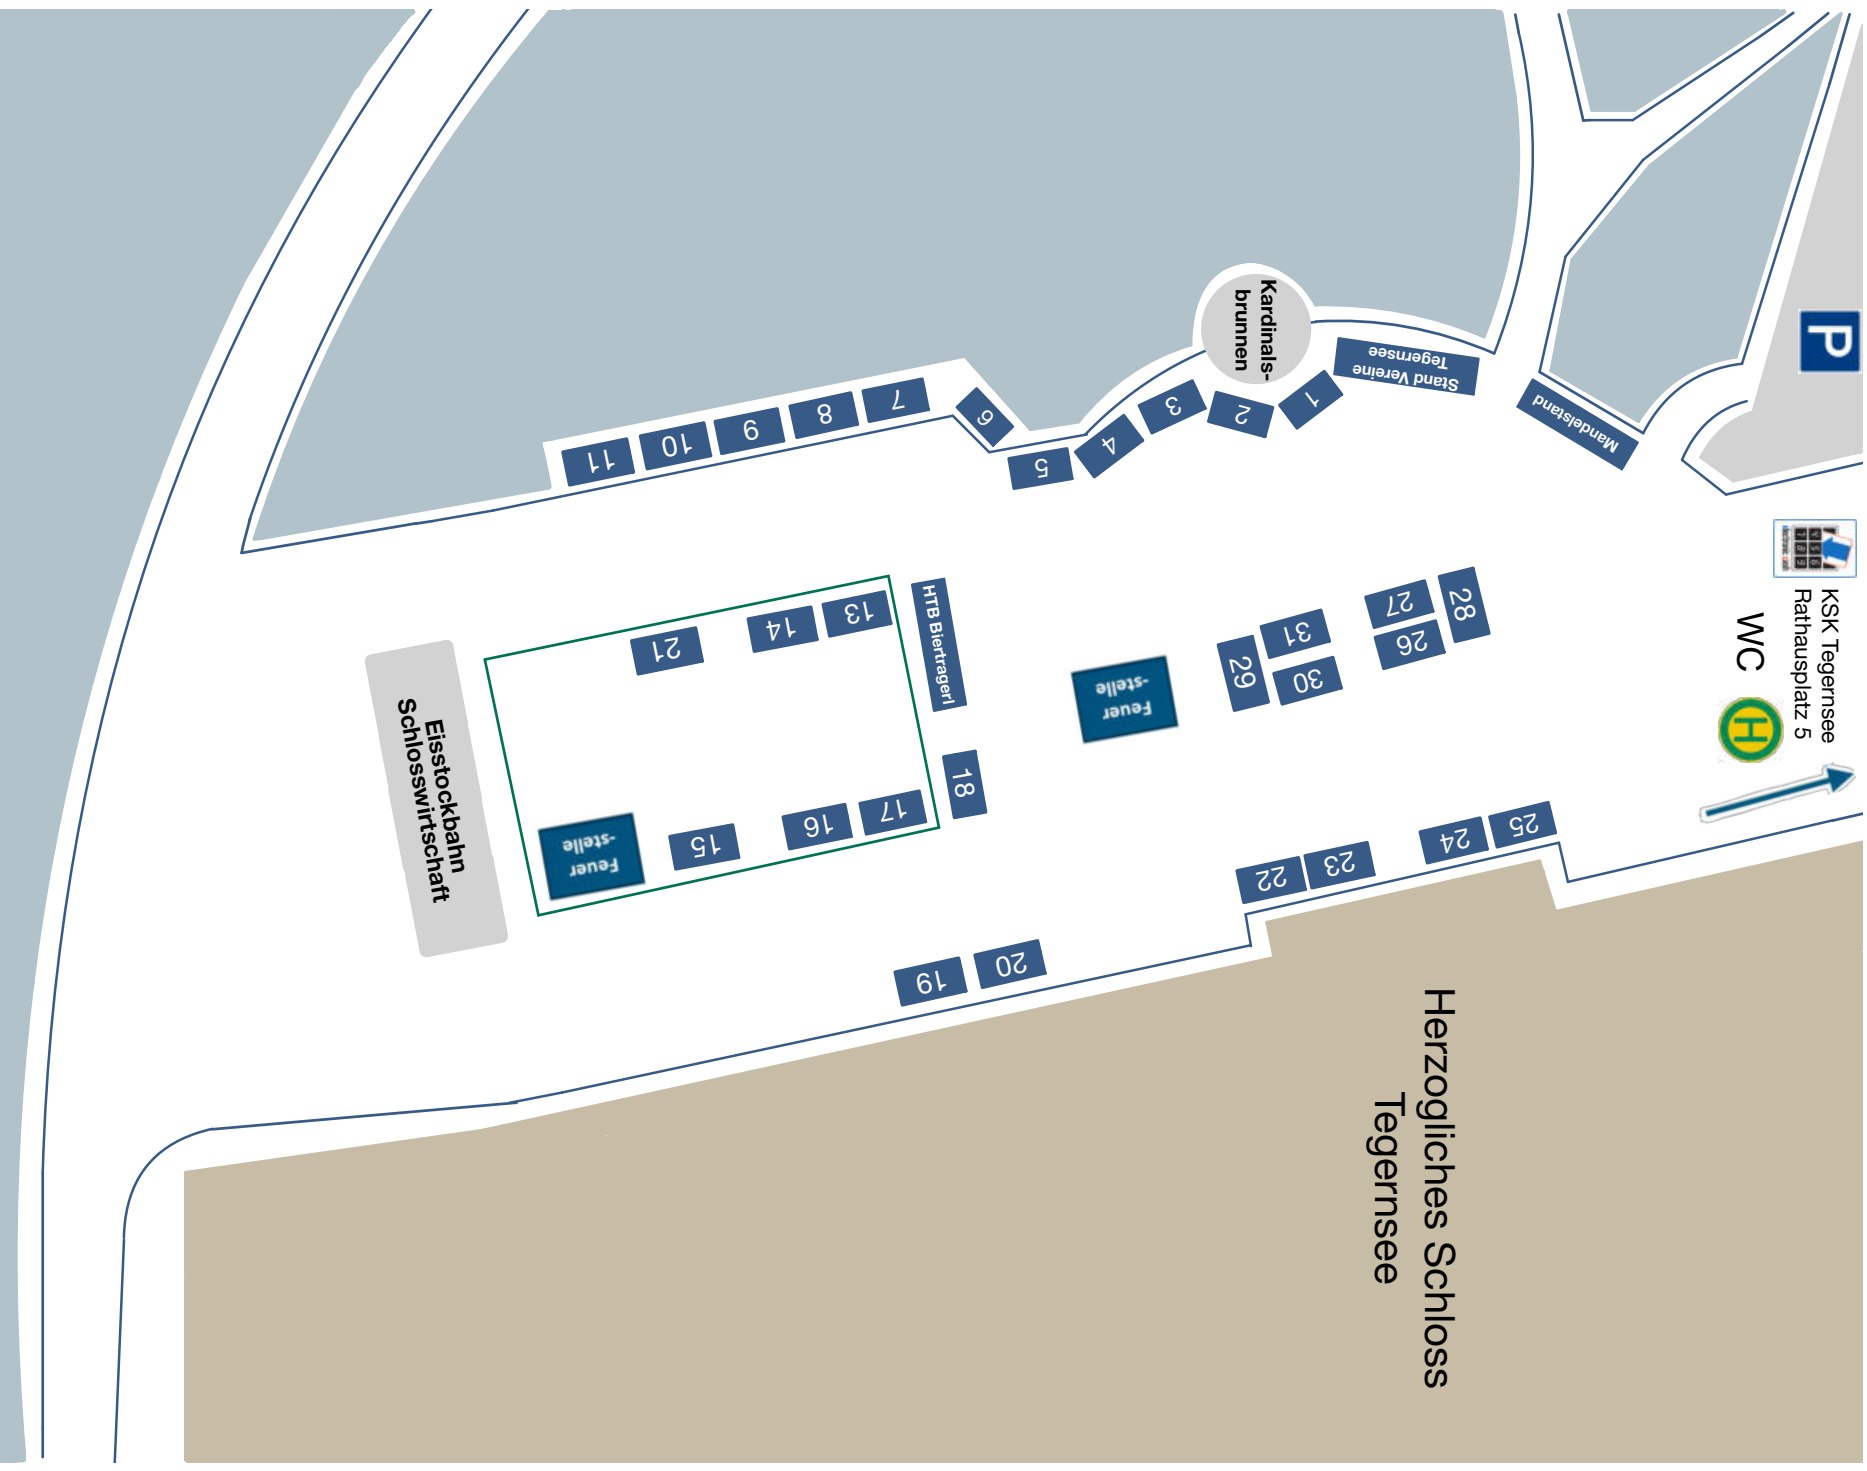 Kardinals-
brunnen
Stand Vereine
Tegernsee
Mandelstand
1
2
3
4
5
6
7
8
9
10
11
P
KSK Tegernsee
Rathausplatz 5
WC
H
HTB Biertragerl
13
14
21
15
16
17
18
Feuer
-stelle
Feuer
-stelle
Eisstockbahn
Schlosswirtschaft
28
27
26
31
30
29
25
24
23
22
20
19
Herzogliches Schloss
Tegernsee